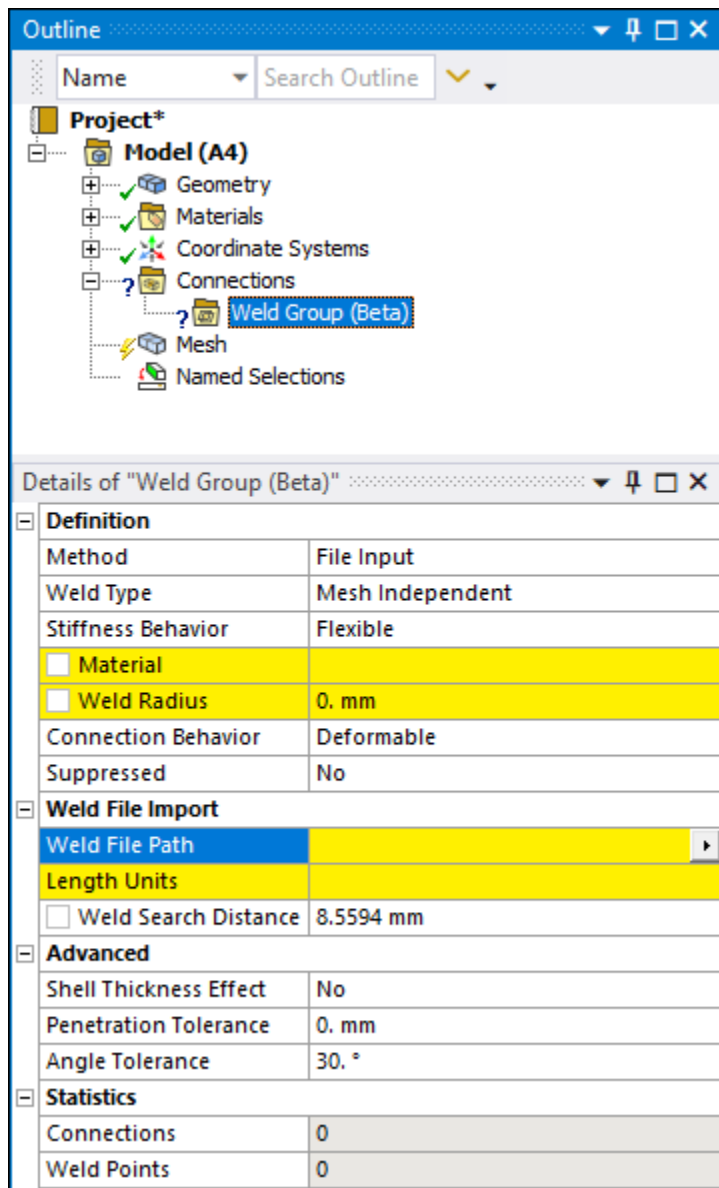 Outline
Name Search Outline
Project*
Model (A4)
Geometry
Materials
Coordinate Systems
? Connections
? Weld Group (Beta)
Mesh
Named Selections
Details of "Weld Group (Beta)"
Definition
Method File Input
Weld Type Mesh Independent
Stiffness Behavior Flexible
Material
Weld Radius 0. mm
Connection Behavior Deformable
Suppressed No
Weld File Import
Weld File Path
Length Units
Weld Search Distance 8.5594 mm
Advanced
Shell Thickness Effect No
Penetration Tolerance 0. mm
Angle Tolerance 30. °
Statistics
Connections 0
Weld Points 0